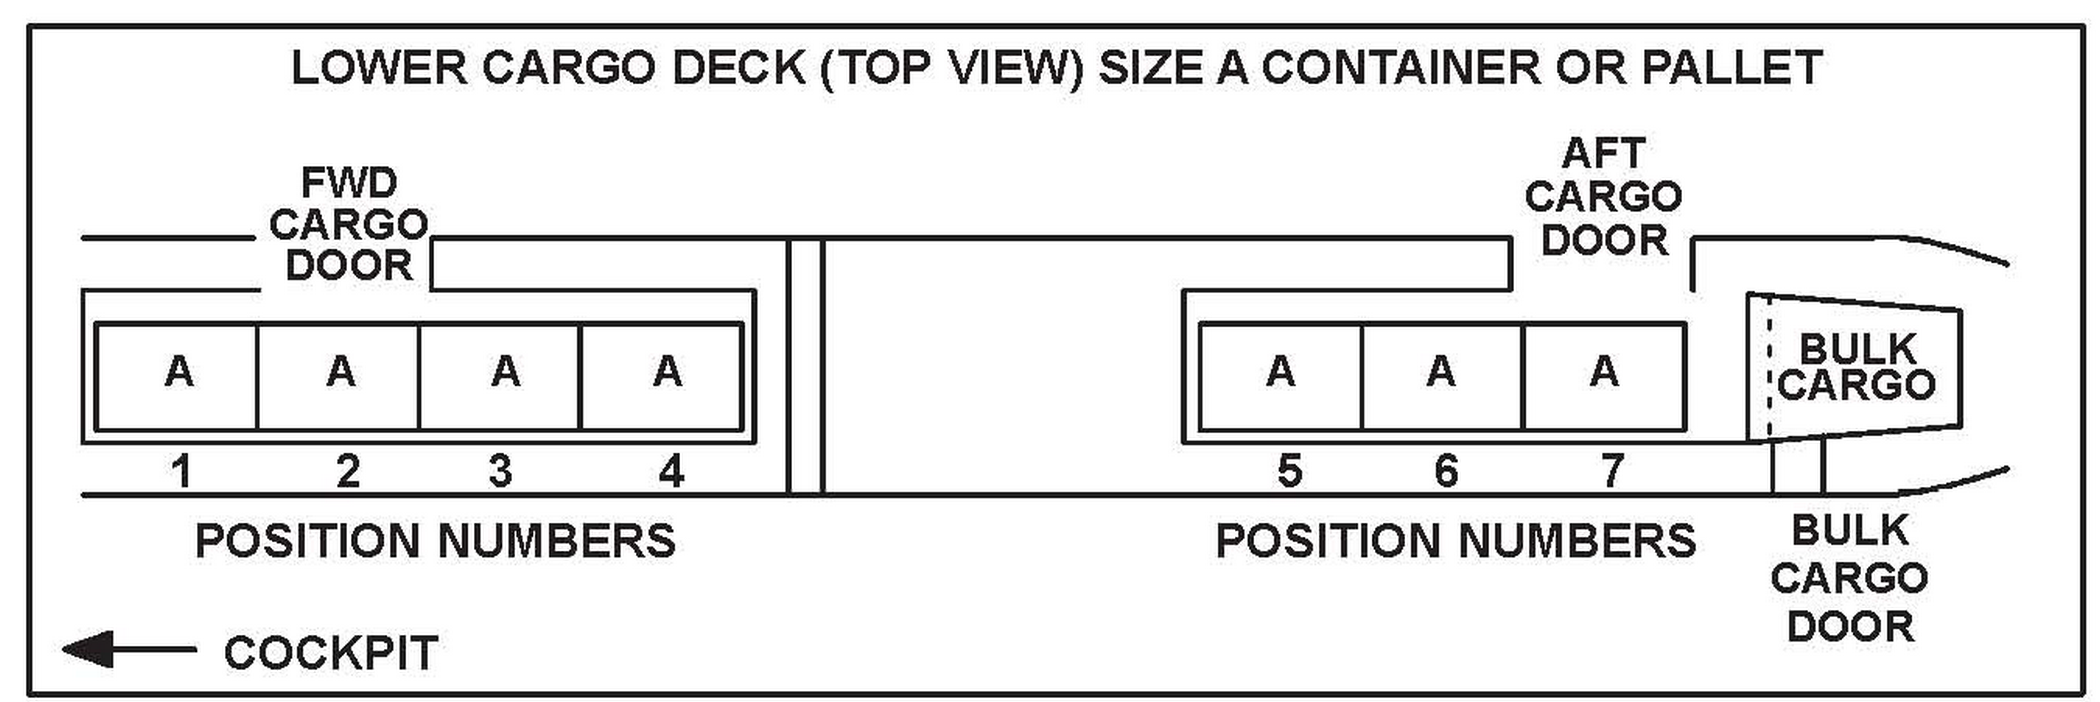 LOWER CARGO DECK (TOP VIEW) SIZE A CONTAINER OR PALLET
FWD
CARGO
DOOR
AFT
CARGO
DOOR
A A A A
A A A
BULK
CARGO
1 2 3 4
5 6 7
POSITION NUMBERS
POSITION NUMBERS
BULK
CARGO
DOOR
COCKPIT